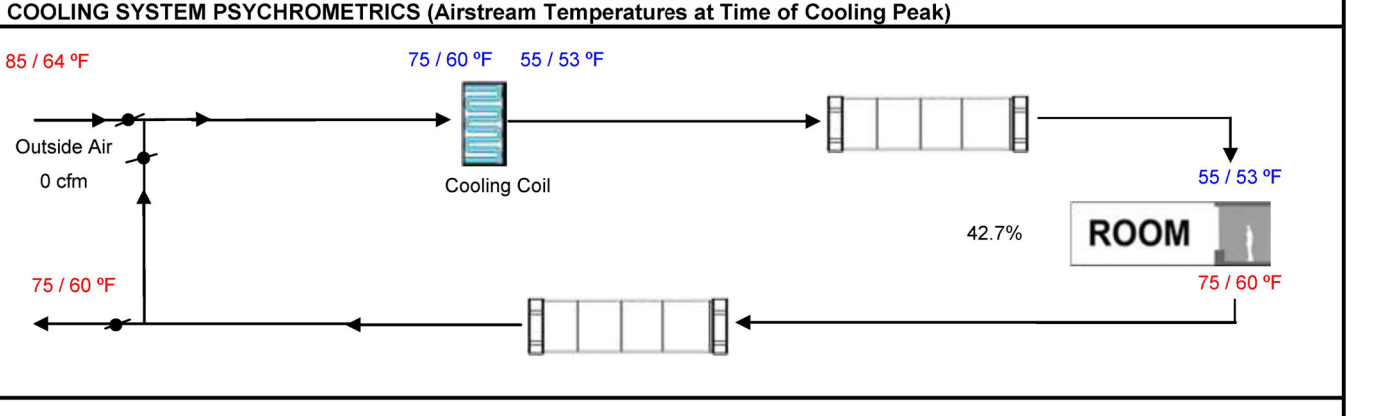 COOLING SYSTEM PSYCHROMETRICS (Airstream Temperatures at Time of Cooling Peak)
85 / 64 ºF
75 / 60 ºF
55 / 53 ºF
Outside Air
0 cfm
Cooling Coil
55 / 53 ºF
42.7%
ROOM
75 / 60 ºF
75 / 60 ºF